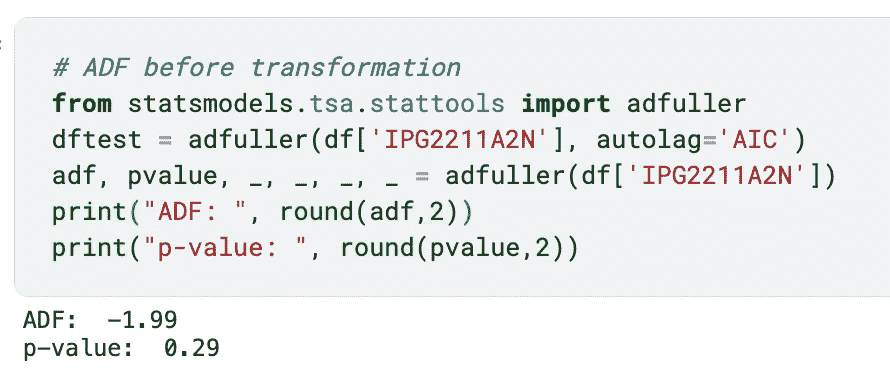 # ADF before transformation
from statsmodels.tsa.stattools import adfuller
dftest = adfuller(df['IPG2211A2N'], autolag='AIC')
adf, pvalue, _, _, _, _ = adfuller(df['IPG2211A2N'])
print("ADF: ", round(adf,2))
print("p-value: ", round(pvalue,2))
ADF:  -1.99
p-value:  0.29